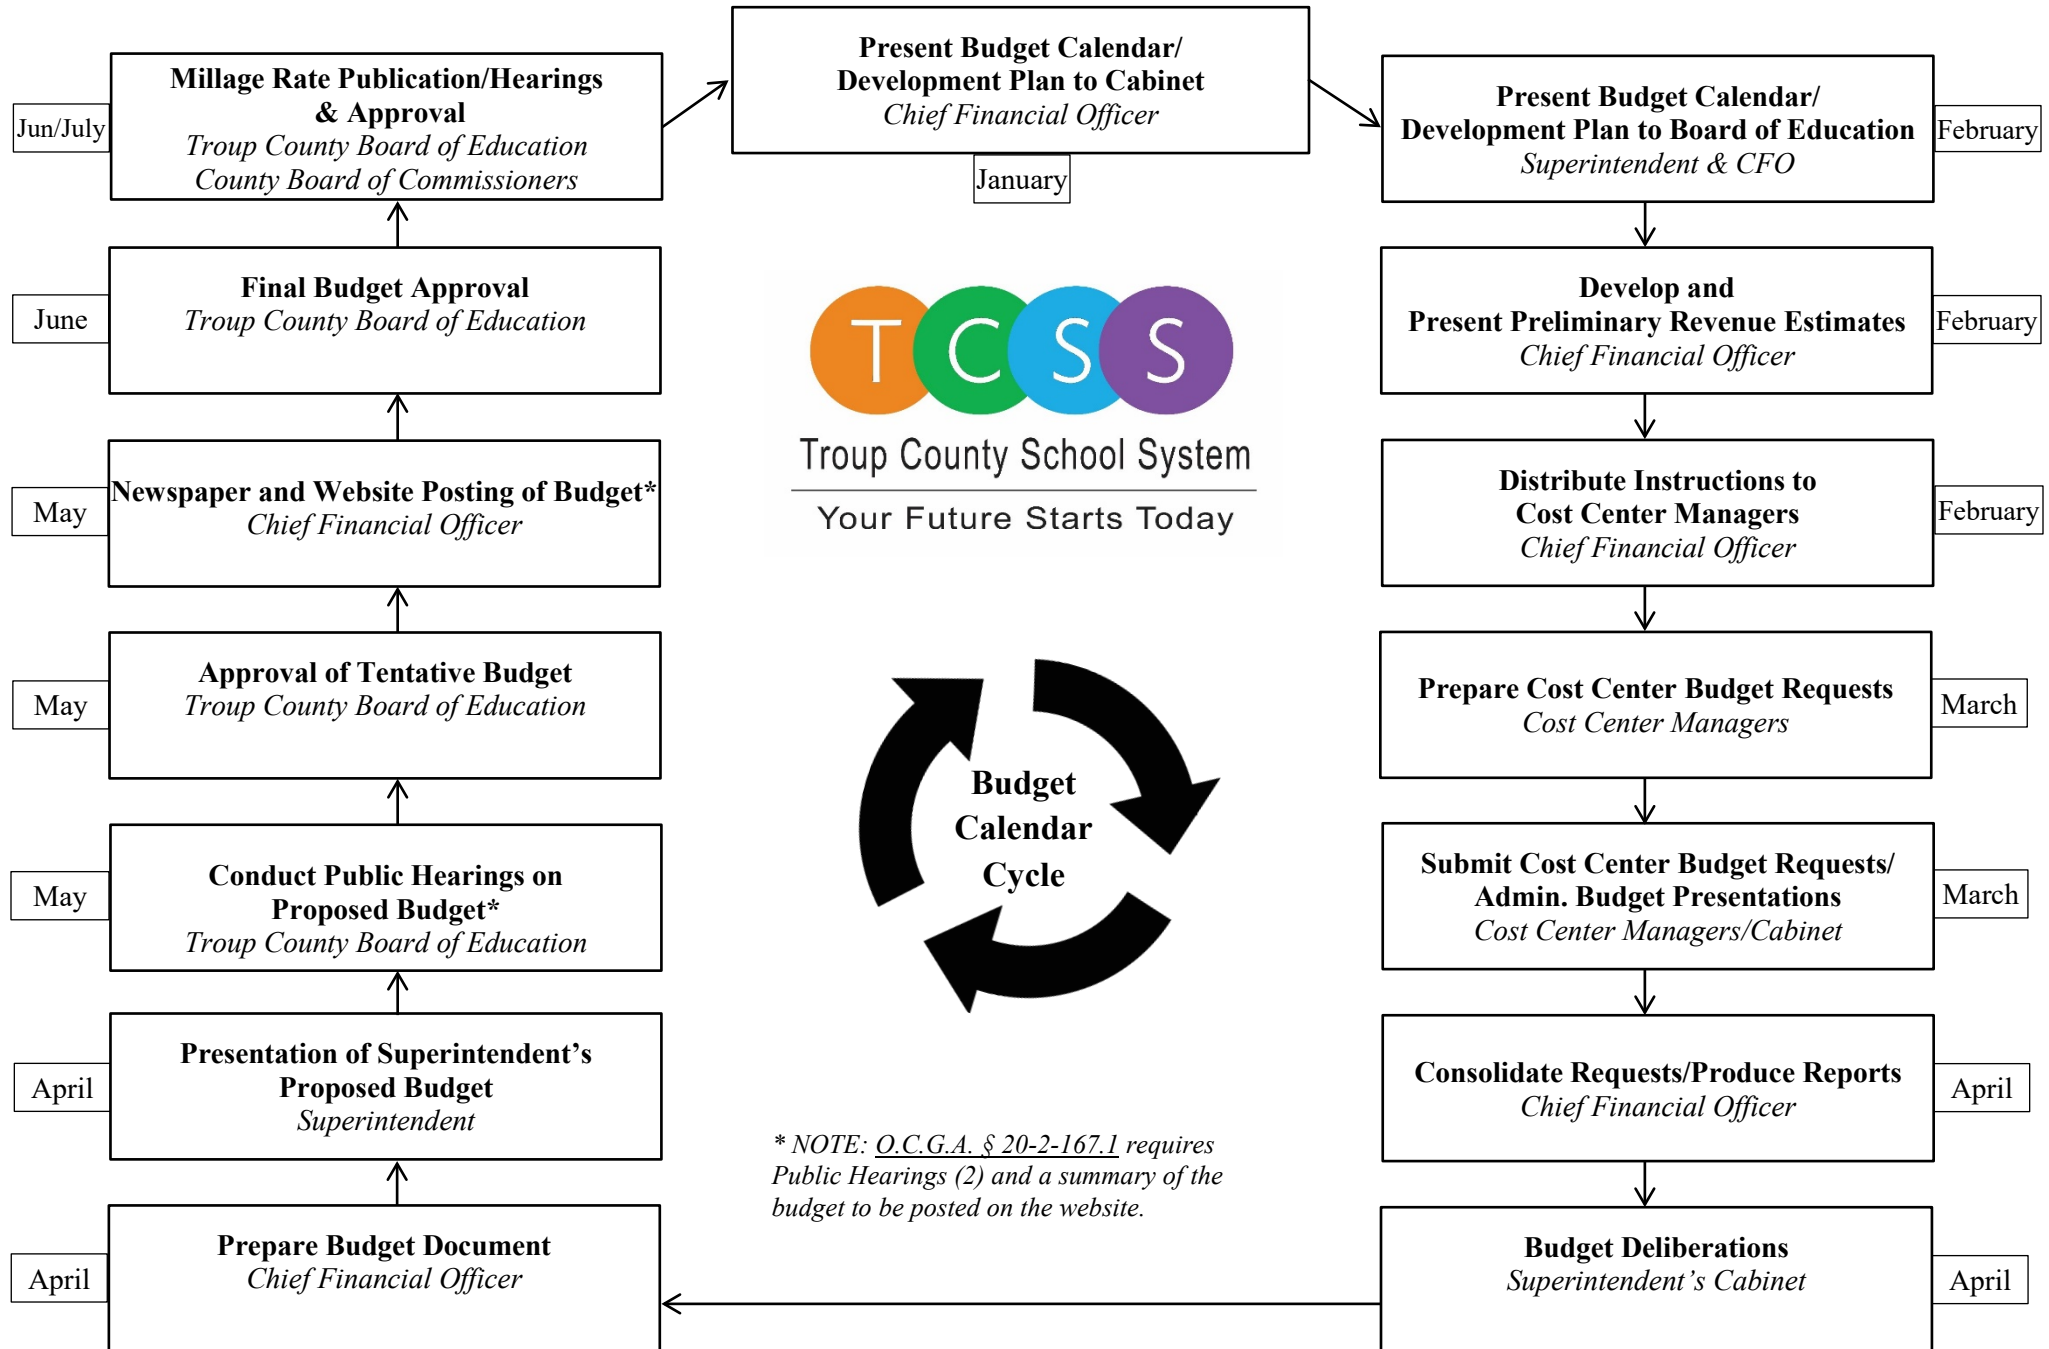 Present Budget Calendar/
Development Plan to Cabinet
Chief Financial Officer
January
Present Budget Calendar/
Development Plan to Board of Education
Superintendent & CFO
February
Develop and
Present Preliminary Revenue Estimates
Chief Financial Officer
February
Distribute Instructions to
Cost Center Managers
Chief Financial Officer
February
Prepare Cost Center Budget Requests
Cost Center Managers
March
Submit Cost Center Budget Requests/
Admin. Budget Presentations
Cost Center Managers/Cabinet
March
Consolidate Requests/Produce Reports
Chief Financial Officer
April
Budget Deliberations
Superintendent’s Cabinet
April
Prepare Budget Document
Chief Financial Officer
April
Presentation of Superintendent’s
Proposed Budget
Superintendent
April
Conduct Public Hearings on
Proposed Budget*
Troup County Board of Education
May
Approval of Tentative Budget
Troup County Board of Education
May
Newspaper and Website Posting of Budget*
Chief Financial Officer
May
Final Budget Approval
Troup County Board of Education
June
Millage Rate Publication/Hearings
& Approval
Troup County Board of Education
County Board of Commissioners
Jun/July
TCSS
Troup County School System
Your Future Starts Today
Budget
Calendar
Cycle
* NOTE: O.C.G.A. § 20-2-167.1 requires
Public Hearings (2) and a summary of the
budget to be posted on the website.